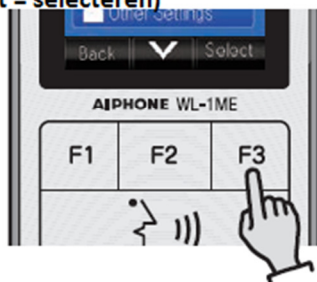 t = selecteren)
Other Settings
Back Select
AIPHONE WL-1ME
F1 F2 F3